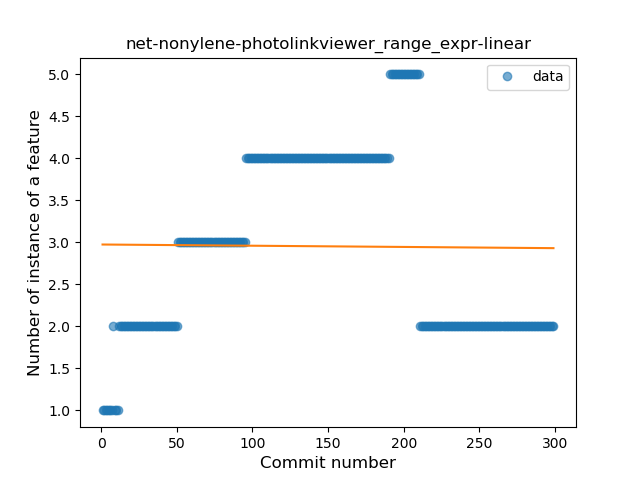 net-nonylene-photolinkviewer_range_expr-linear
data
Number of instance of a feature
5.0
4.5
4.0
3.5
3.0
2.5
2.0
1.5
1.0
0 50 100 150 200 250 300
Commit number